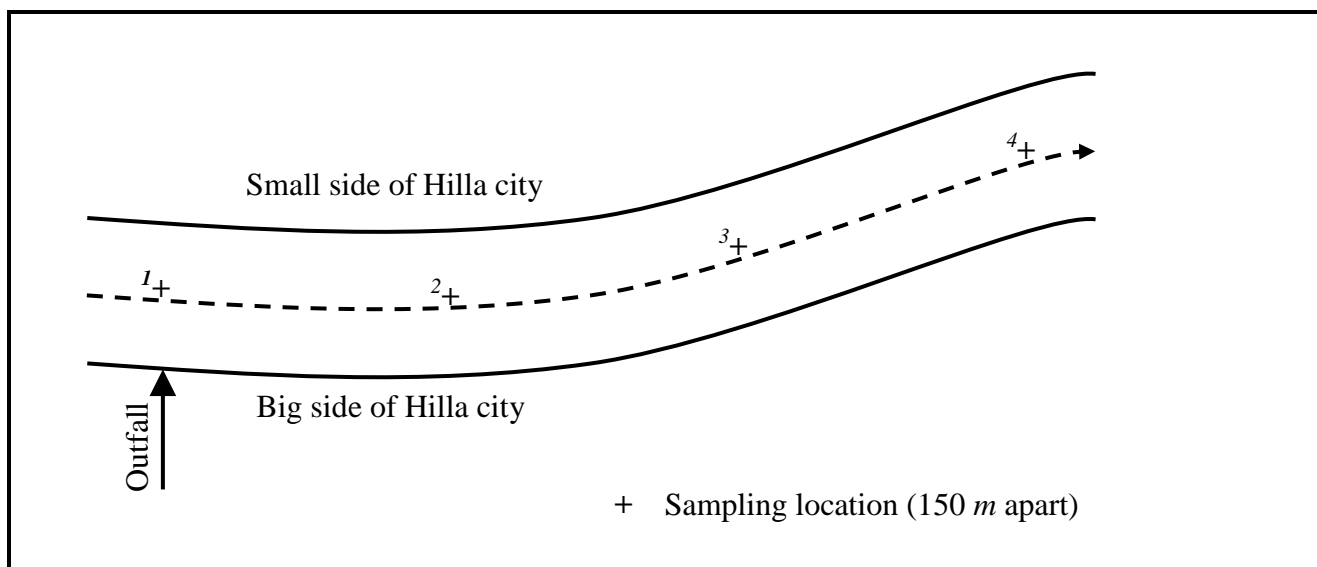 4+
Small side of Hilla city
3+
1+
2+
Big side of Hilla city
Outfall
+ Sampling location (150 m apart)